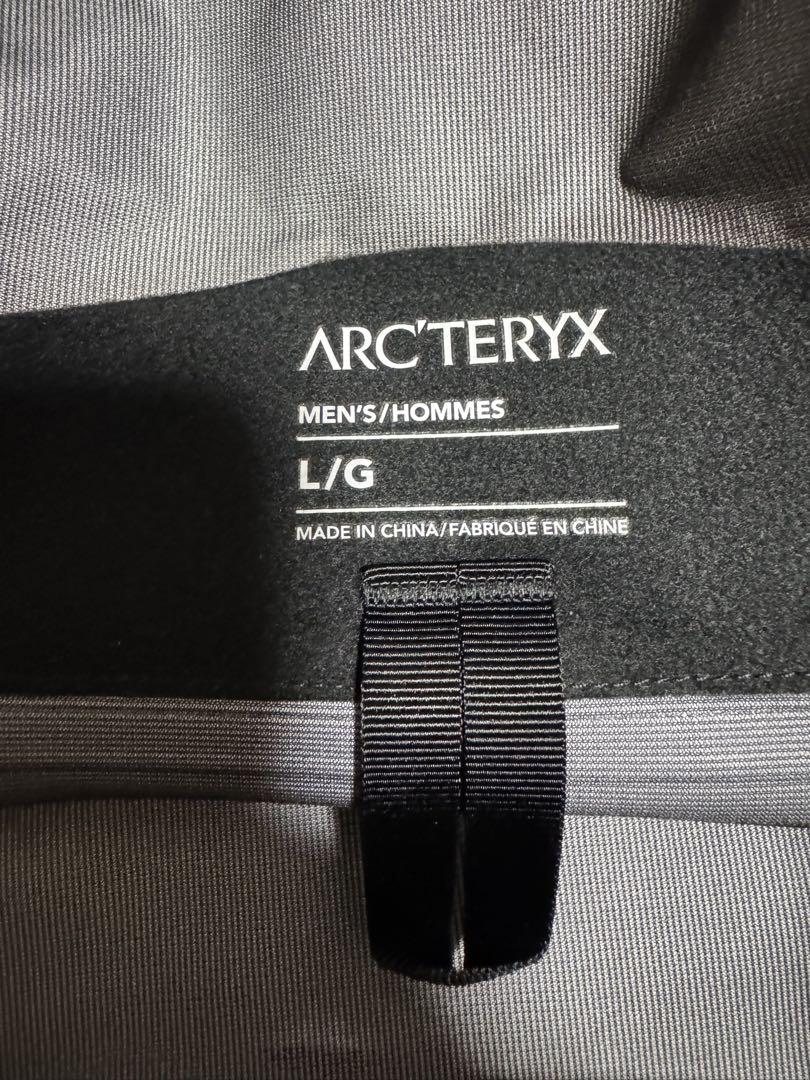 ARC'TERYX
MEN'S/HOMMES
L/G
MADE IN CHINA/FABRIQUÉ EN CHINE